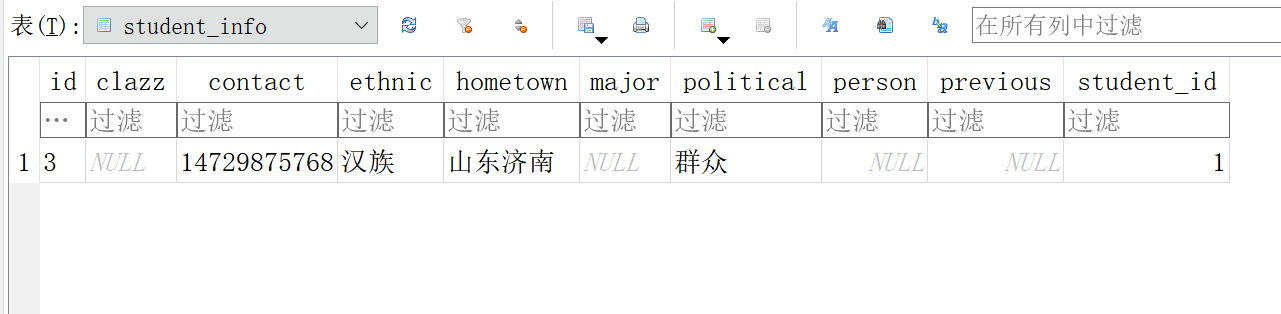 表(T): student_info 在所有列中过滤
id clazz contact ethnic hometown major political person previous student_id
… 过滤 过滤 过滤 过滤 过滤 过滤 过滤 过滤 过滤
1 3 NULL 14729875768 汉族 山东济南 NULL 群众 NULL NULL 1